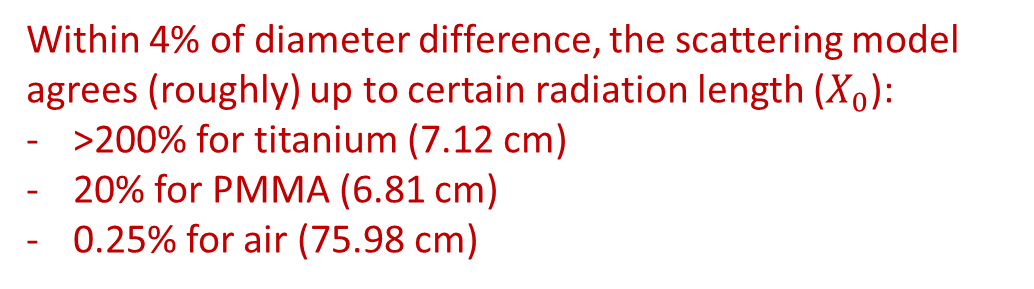 Within 4% of diameter difference, the scattering model
agrees (roughly) up to certain radiation length (𝑋₀):
- >200% for titanium (7.12 cm)
- 20% for PMMA (6.81 cm)
- 0.25% for air (75.98 cm)